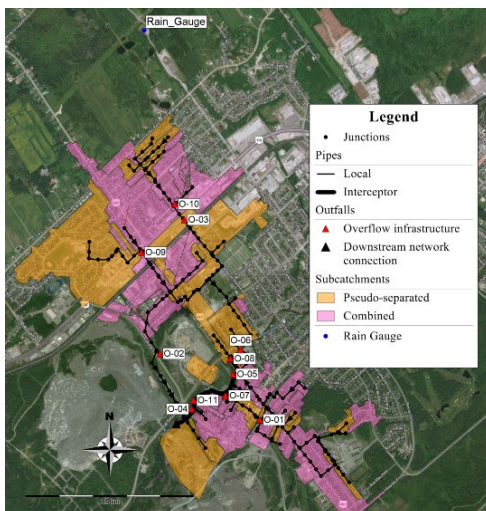 Rain_Gauge
Legend
Junctions
Pipes
Local
Interceptor
Outfalls
Overflow infrastructure
Downstream network
connection
Subcatchments
Pseudo-separated
Combined
Rain Gauge
O-10
O-03
O-09
O-06
O-02
O-08
O-05
O-07
O-11
O-04
O-01
N